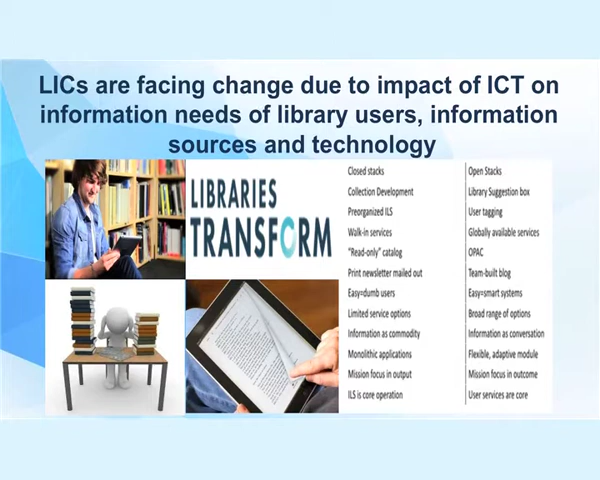 LICs are facing change due to impact of ICT on
information needs of library users, information
sources and technology
LIBRARIES
TRANSFORM
Closed stacks Open Stacks
Collection Development Library Suggestion box
Preorganized ILS User tagging
Walk-in services Globally available services
"Read-only" catalog OPAC
Print newsletter mailed out Team-built blog
Easy=dumb users Easy=smart systems
Limited service options Broad range of options
Information as commodity Information as conversation
Monolithic applications Flexible, adaptive module
Mission focus in output Mission focus in outcome
ILS is core operation User services are core